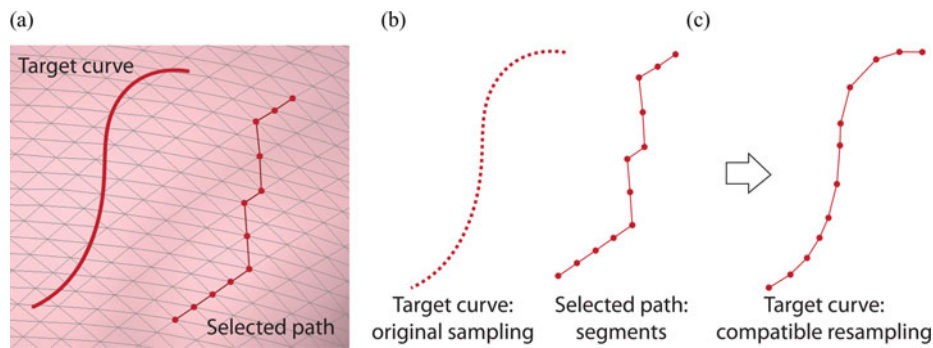 (a)
Target curve
Selected path
(b)
Target curve:
original sampling
Selected path:
segments
(c)
Target curve:
compatible resampling